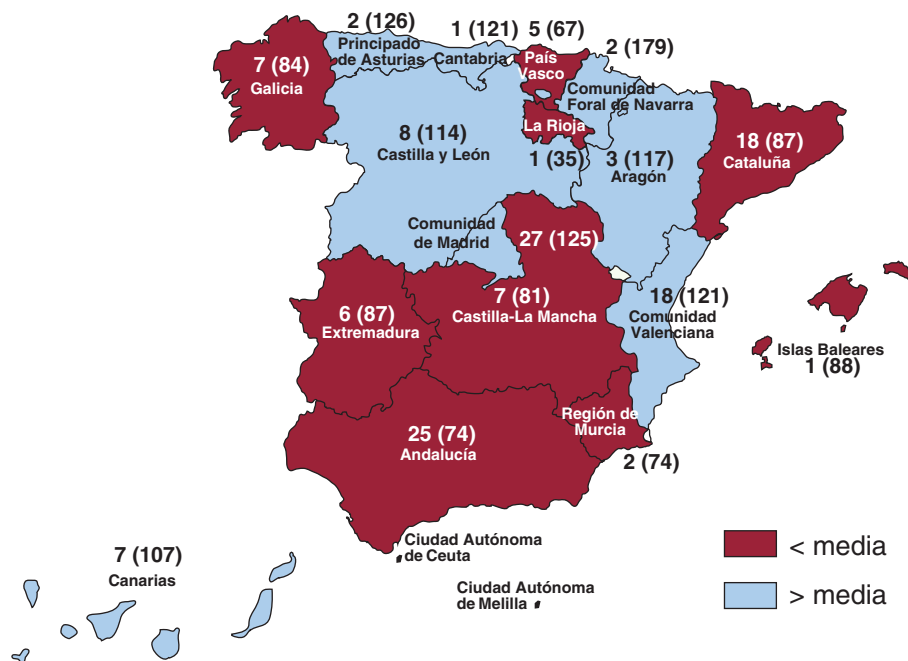 2 (126)
Principado
de Asturias
1 (121)
Cantabria
5 (67)
País
Vasco
2 (179)
Comunidad
Foral de Navarra
7 (84)
Galicia
La Rioja
1 (35)
8 (114)
Castilla y León
3 (117)
Aragón
18 (87)
Cataluña
Comunidad
de Madrid
27 (125)
7 (81)
Castilla-La Mancha
6 (87)
Extremadura
18 (121)
Comunidad
Valenciana
Islas Baleares
1 (88)
Región de
Murcia
2 (74)
25 (74)
Andalucía
Ciudad Autónoma
de Ceuta
Ciudad Autónoma
de Melilla
7 (107)
Canarias
< media
> media